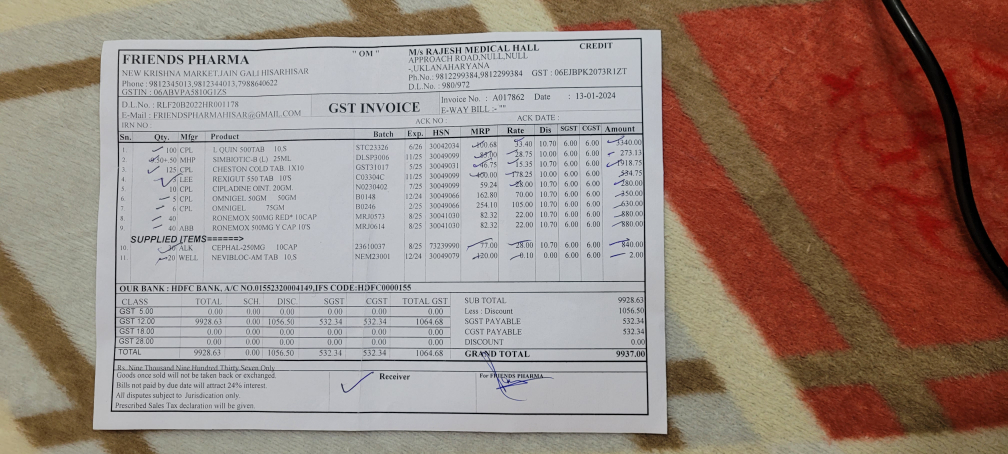 FRIENDS PHARMA
"OM "
M/s RAJESH MEDICAL HALL
CREDIT
NEW KRISHNA MARKET,JAIN GALI HISARHISAR
APPROACH ROAD,NULL,NULL
-,UKLANAHARYANA
Phone : 9812345013,9812344013,7988640622
Ph.No : 9812299384,9812299384 GST : 06EJBPK2073R1ZT
GSTIN : 06ABVPA5810G1ZS
D.L.No : 980/972
D.L.No. : RLF20B2022HR001178
GST INVOICE
Invoice No. : A017862 Date : 13-01-2024
E-Mail : FRIENDSPHARMAHISAR@GMAIL.COM
E-WAY BILL :- ""
IRN NO :
ACK NO :
ACK DATE :
Sn. Qty. Mfgr Product Batch Exp. HSN MRP Rate Dis SGST CGST Amount
1. 100 CPL L QUIN 500TAB 10,S STC23326 6/26 30042034 100.68 33.40 10.70 6.00 6.00 3340.00
2. +.50 MHP SIMBIOTIC-B (L) 25ML DLSP3006 11/25 30049099 28.75 10.70 6.00 6.00 273.13
3. 125 CPL CHESTON COLD TAB. 1X10 GST31017 5/25 30049031 46.75 15.35 10.70 6.00 6.00 1918.75
4. LEE REXIGUT 550 TAB 10'S C03304C 11/25 30049099 400.00 178.25 10.70 6.00 6.00 534.75
5. 10 CPL CIPLADINE OINT. 20GM. N0230402 7/25 30049099 59.24 28.00 10.70 6.00 6.00 280.00
6. 5 CPL OMNIGEL 50GM 50GM B0148 12/24 30049066 162.80 70.00 10.70 6.00 6.00 350.00
7. 6 CPL OMNIGEL 75GM B0246 2/25 30049066 254.10 105.00 10.70 6.00 6.00 630.00
8. 40 RONEMOX 500MG RED* 10CAP MRJ0573 8/25 30041030 82.32 22.00 10.70 6.00 6.00 880.00
9. 40 ABB RONEMOX 500MG Y CAP 10'S MRJ0614 8/25 30041030 82.32 22.00 10.70 6.00 6.00 880.00
SUPPLIED ITEMS======>
10. 30 ALK CEPHAL-250MG 10CAP 23610037 8/25 73239990 77.00 28.00 10.70 6.00 6.00 840.00
11. 20 WELL NEVIBLOC-AM TAB 10,S NEM23001 12/24 30049079 120.00 0.10 0.00 6.00 6.00 2.00
OUR BANK : HDFC BANK, A/C NO.01552320004149,IFS CODE:HDFC0000155
CLASS TOTAL SCH. DISC. SGST CGST TOTAL GST
GST 5.00 0.00 0.00 0.00 0.00 0.00 0.00
GST 12.00 9928.63 0.00 1056.50 532.34 532.34 1064.68
GST 18.00 0.00 0.00 0.00 0.00 0.00 0.00
GST 28.00 0.00 0.00 0.00 0.00 0.00 0.00
TOTAL 9928.63 0.00 1056.50 532.34 532.34 1064.68
SUB TOTAL 9928.63
Less : Discount 1056.50
SGST PAYABLE 532.34
CGST PAYABLE 532.34
DISCOUNT 0.00
GRAND TOTAL 9937.00
Rs. Nine Thousand Nine Hundred Thirty Seven Only
Goods once sold will not be taken back or exchanged.
Bills not paid by due date will attract 24% interest.
All disputes subject to Jurisdication only.
Prescribed Sales Tax declaration will be given.
Receiver
For FRIENDS PHARMA